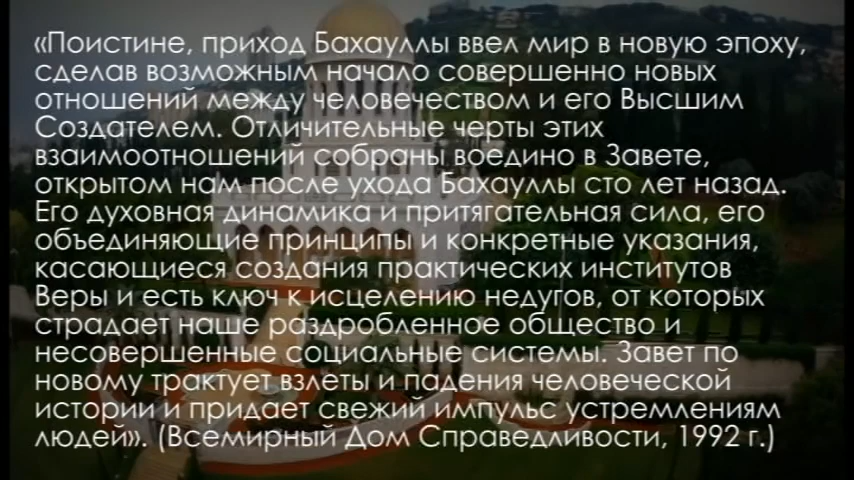 «Поистине, приход Бахауллы ввел мир в новую эпоху,
сделав возможным начало совершенно новых
отношений между человечеством и его Высшим
Создателем. Отличительные черты этих
взаимоотношений собраны воедино в Завете,
открытом нам после ухода Бахауллы сто лет назад.
Его духовная динамика и притягательная сила, его
объединяющие принципы и конкретные указания,
касающиеся создания практических институтов
Веры и есть ключ к исцелению недугов, от которых
страдает наше раздробленное общество и
несовершенные социальные системы. Завет по
новому трактует взлеты и падения человеческой
истории и придает свежий импульс устремлениям
людей». (Всемирный Дом Справедливости, 1992 г.)